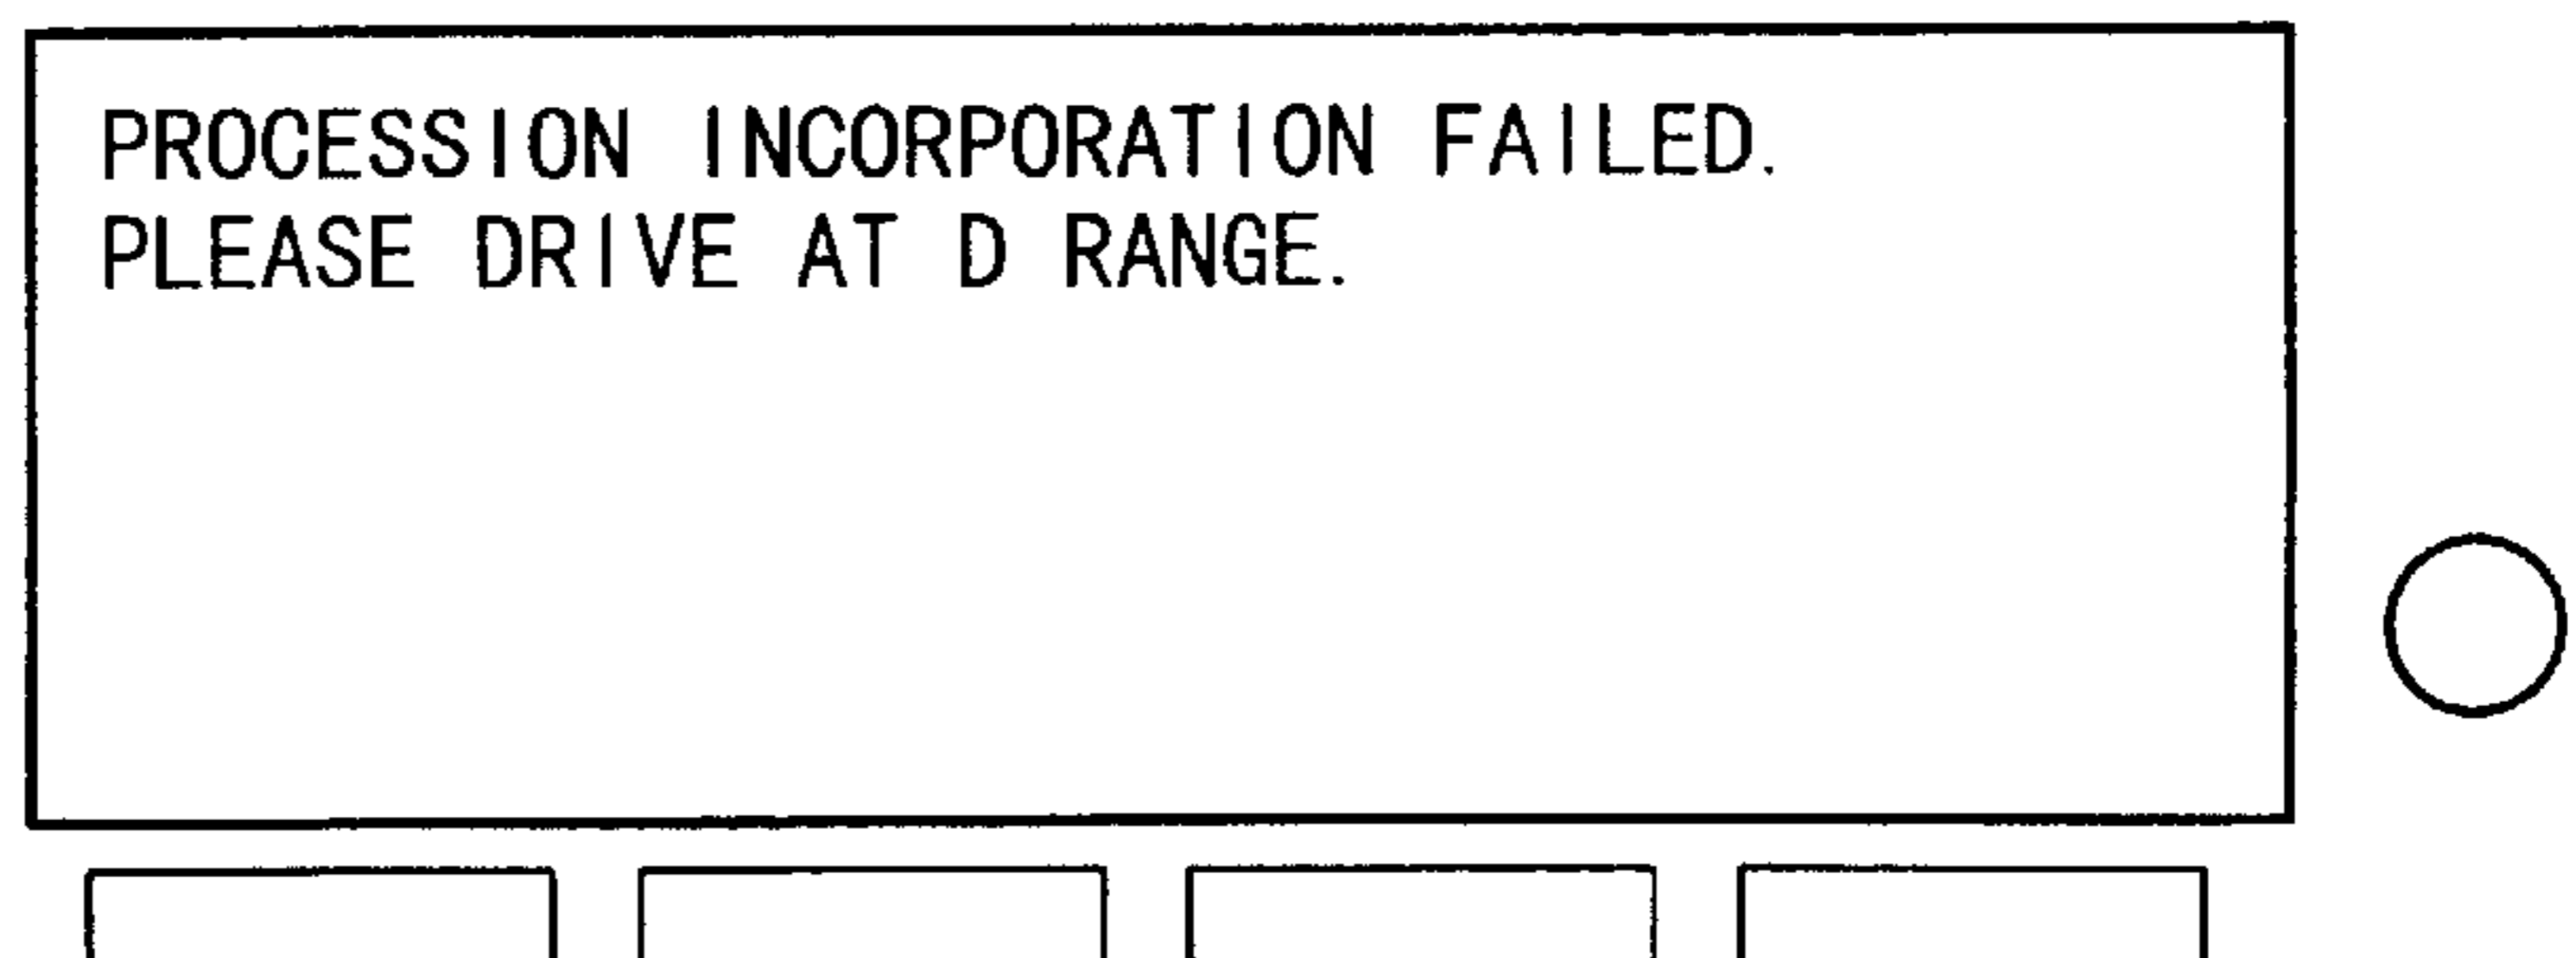 PROCESSION INCORPORATION FAILED.
PLEASE DRIVE AT D RANGE.